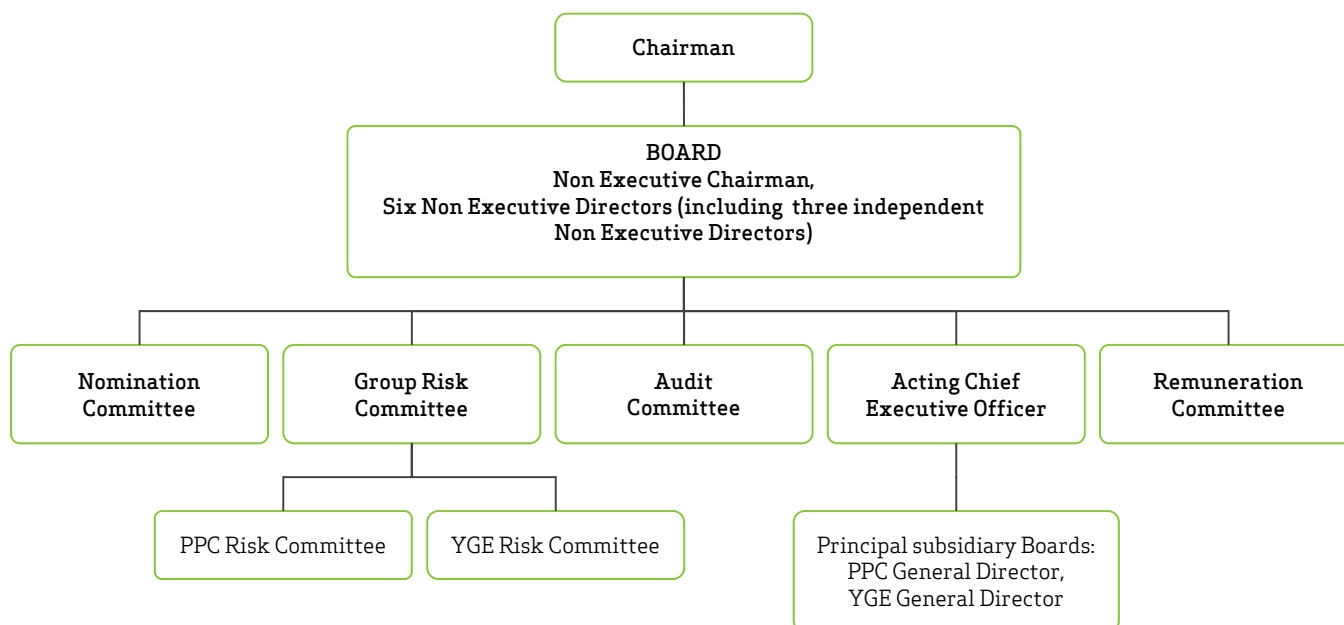 Chairman
BOARD
Non Executive Chairman,
Six Non Executive Directors (including three independent
Non Executive Directors)
Nomination
Committee
Group Risk
Committee
Audit
Committee
Acting Chief
Executive Officer
Remuneration
Committee
PPC Risk Committee
YGE Risk Committee
Principal subsidiary Boards:
PPC General Director,
YGE General Director